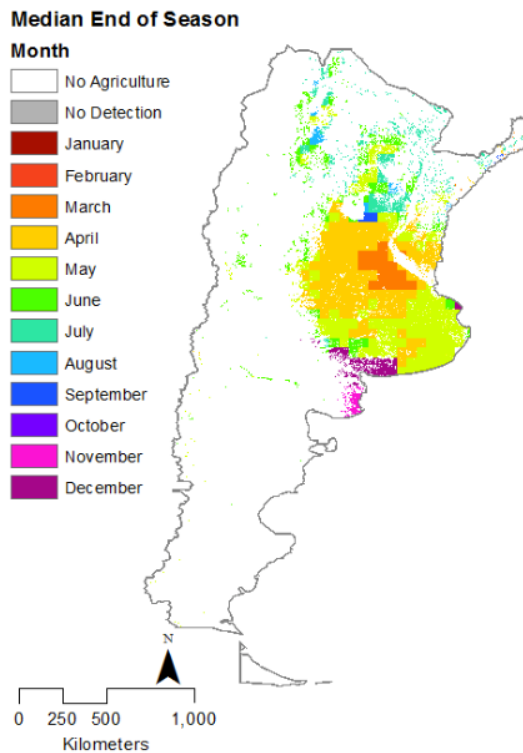 Median End of Season
Month
No Agriculture
No Detection
January
February
March
April
May
June
July
August
September
October
November
December
N
0 250 500 1,000
Kilometers